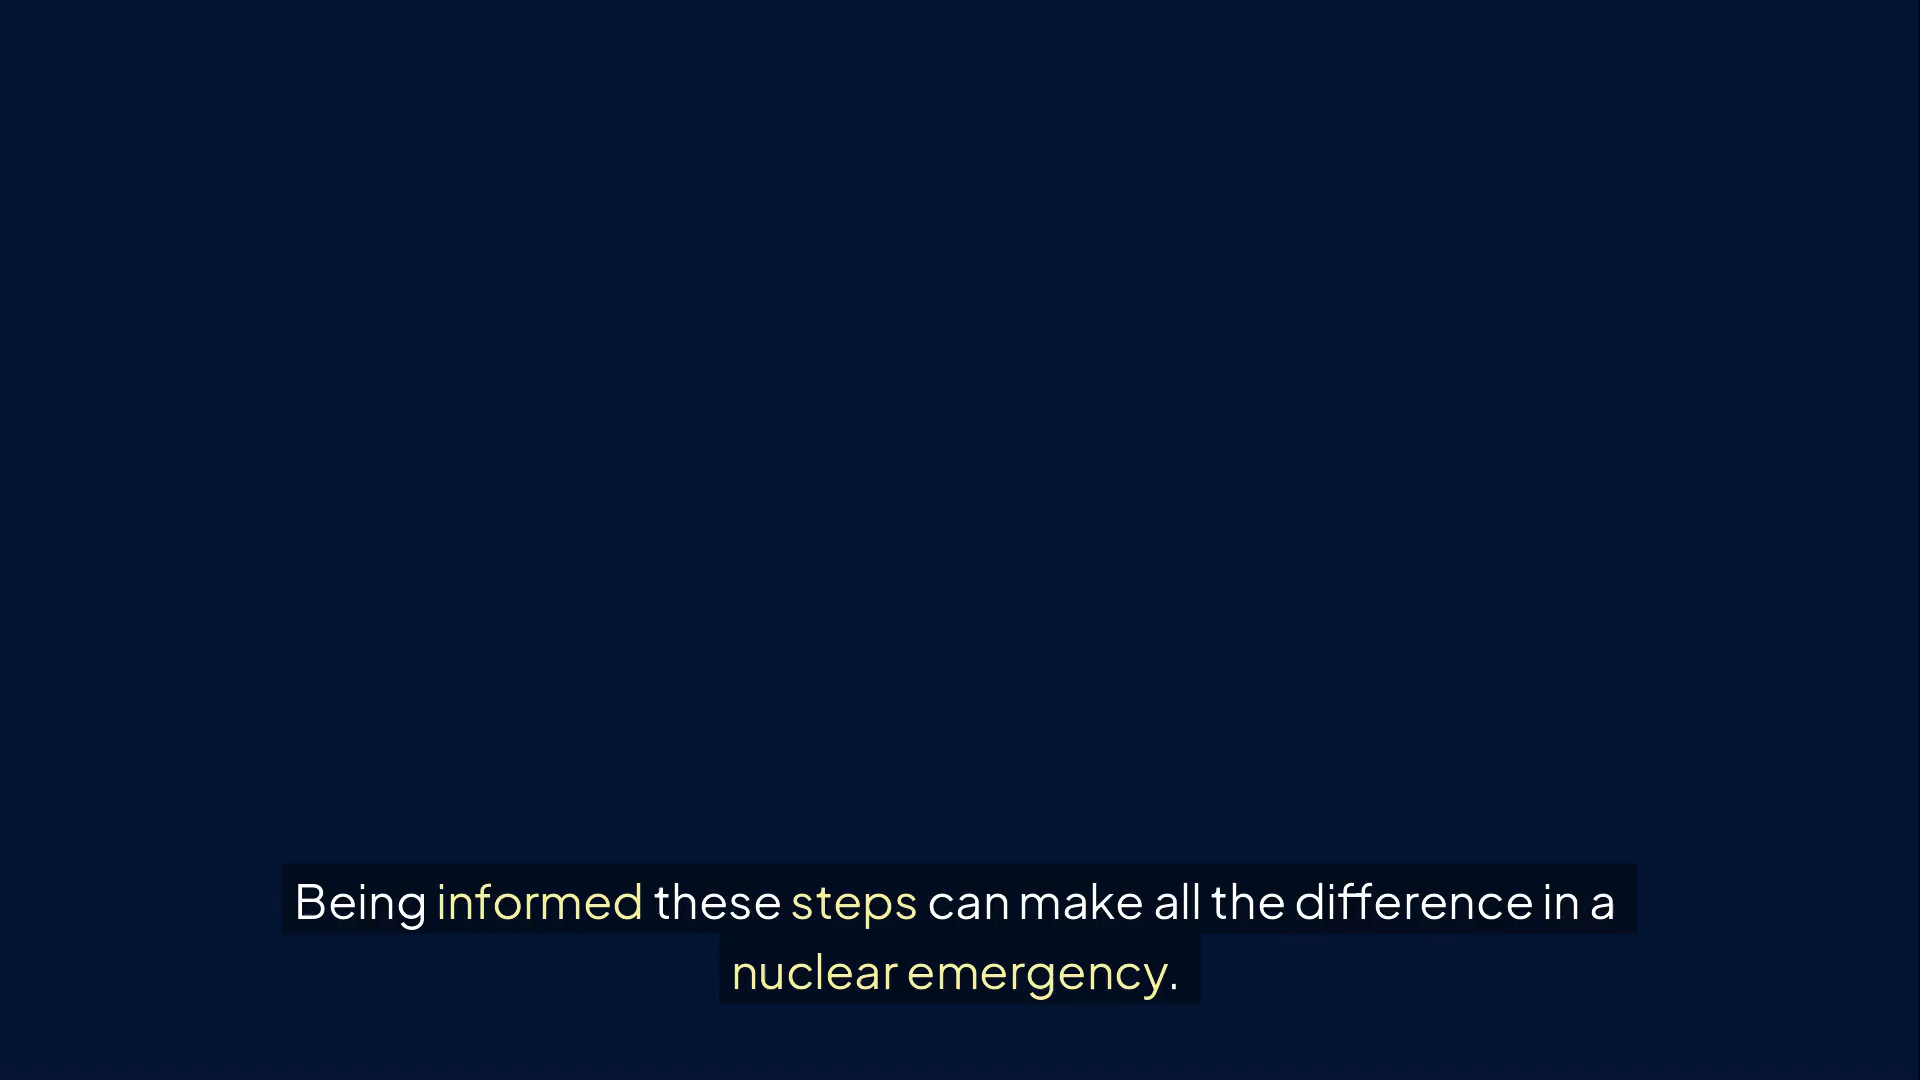 Being informed these steps can make all the difference in a
nuclear emergency.